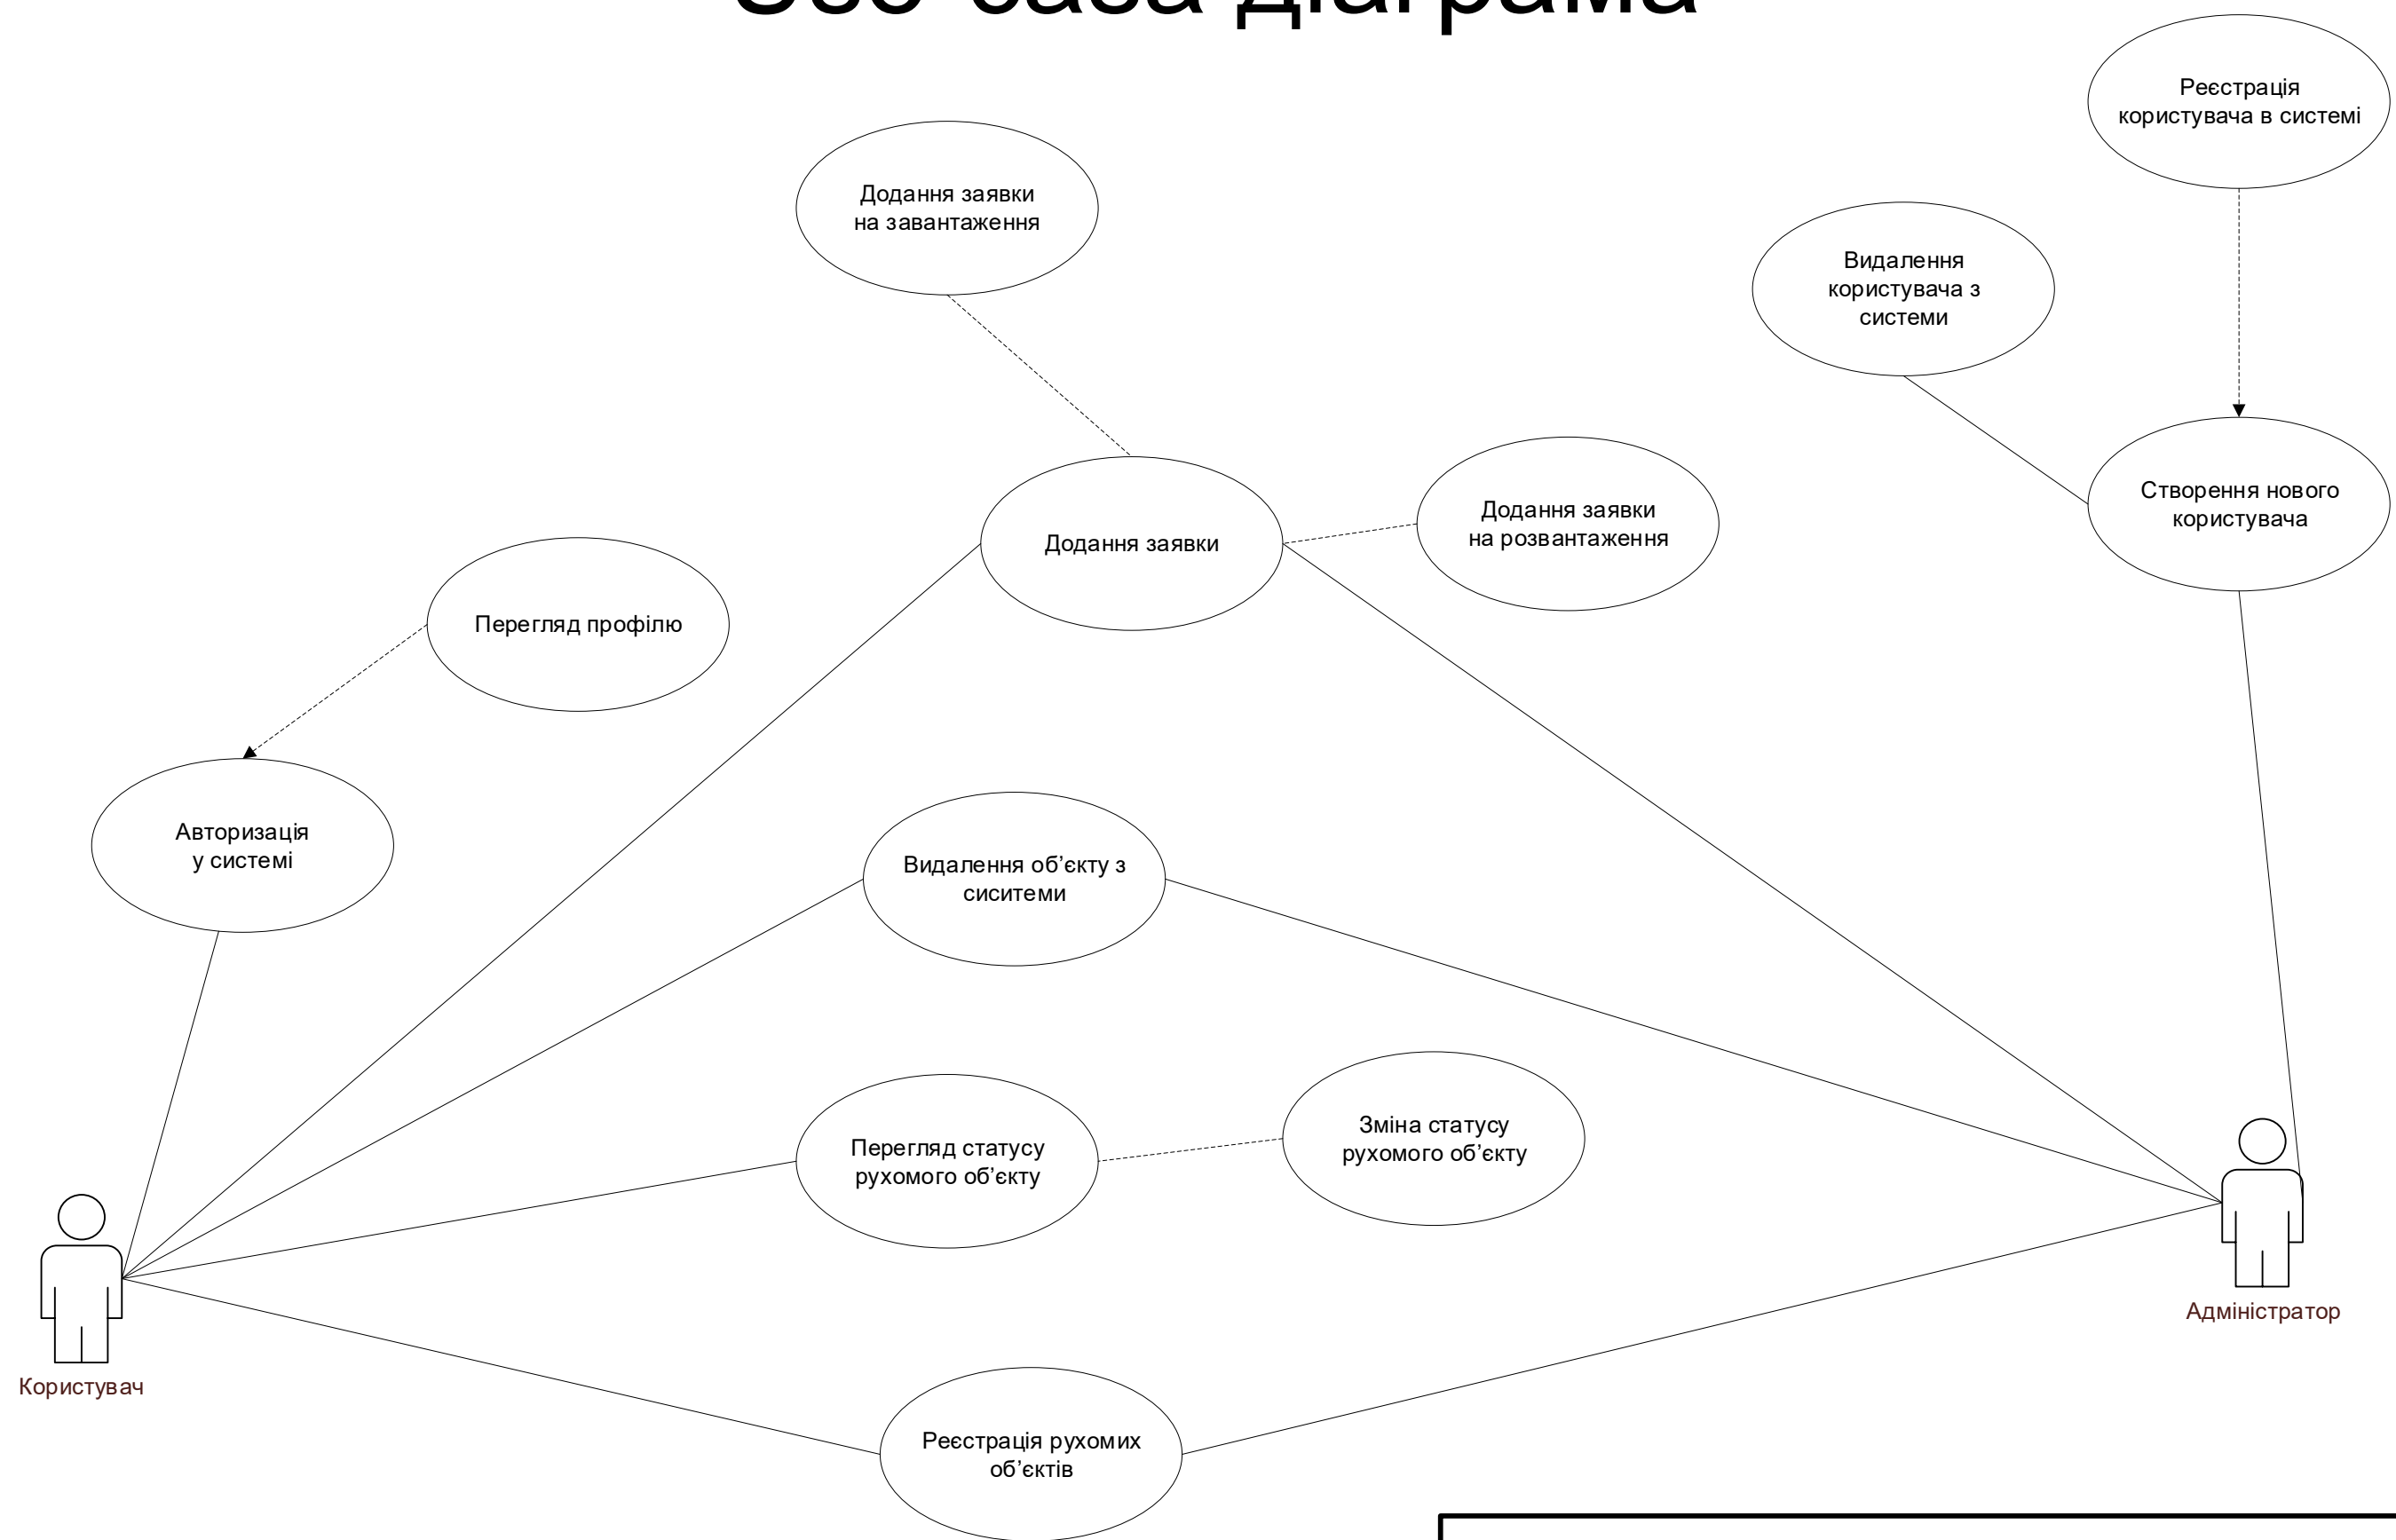 Реєстрація
користувача в системі
Додання заявки
на завантаження
Видалення
користувача з
системи
Створення нового
користувача
Додання заявки
на розвантаження
Додання заявки
Перегляд профілю
Авторизація
у системі
Видалення об’єкту з
сиситеми
Зміна статусу
рухомого об’єкту
Перегляд статусу
рухомого об’єкту
Адміністратор
Користувач
Реєстрація рухомих
об’єктів